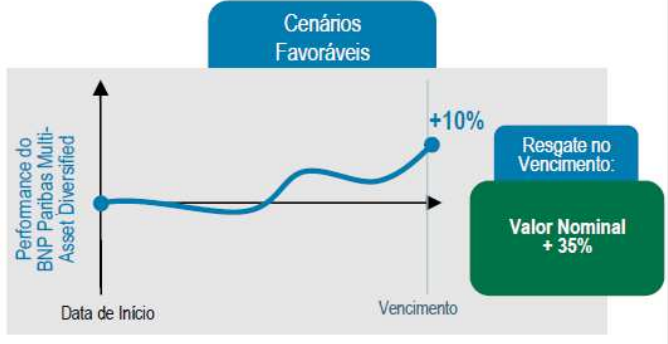 Cenários
Favoráveis
Performance do
BNP Paribas Multi-
Asset Diversified
+10%
Resgate no
Vencimento:
Valor Nominal
+ 35%
Data de Início
Vencimento